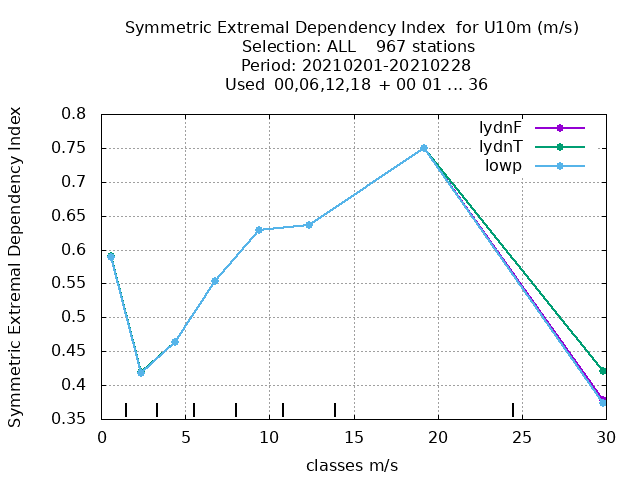 Symmetric Extremal Dependency Index  for U10m (m/s)
Selection: ALL    967 stations
Period: 20210201-20210228
Used  00,06,12,18  + 00 01 ... 36
Symmetric Extremal Dependency Index
0.8
0.75
0.7
0.65
0.6
0.55
0.5
0.45
0.4
0.35
lydnF
lydnT
lowp
0 5 10 15 20 25 30
classes m/s